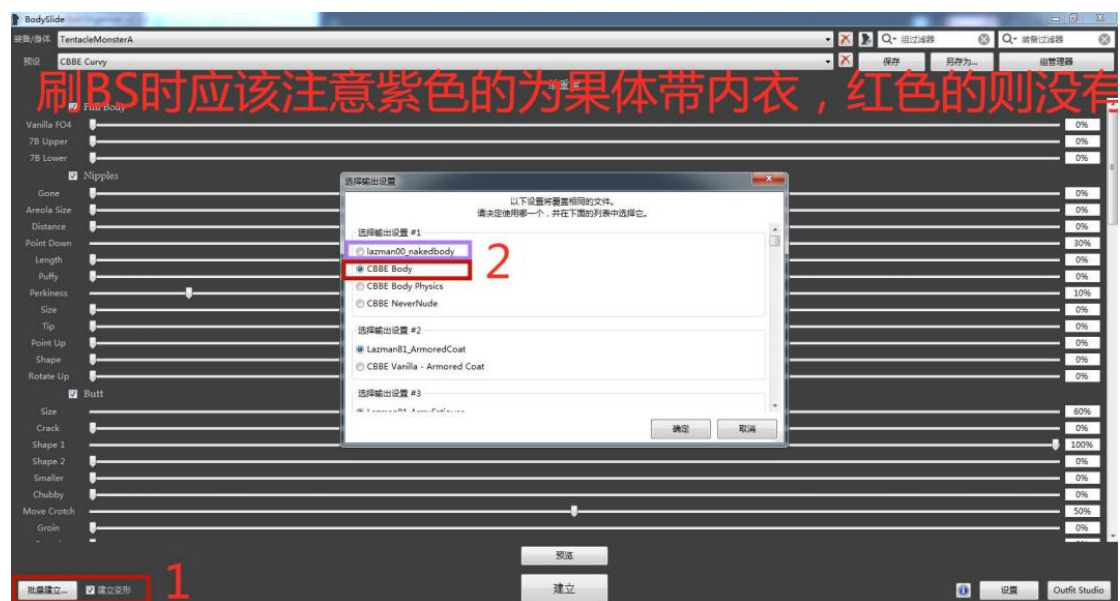 BodySlide
装备/身体 TentacleMonsterA 组过滤器 装备过滤器
预设 CBBE Curvy 保存 另存为... 组管理器
刷BS时应该注意紫色的为果体带内衣，红色的则没有
Full Body
Vanilla FO4 0%
7B Upper 0%
7B Lower 0%
Nipples
Gone 0%
Areola Size 0%
Distance 0%
Point Down 30%
Length 0%
Puffy 0%
Perkiness 10%
Size 0%
Tip 0%
Point Up 0%
Shape 0%
Rotate Up 0%
Butt
Size 60%
Crack 0%
Shape 1 100%
Shape 2 0%
Smaller 0%
Chubby 0%
Move Crotch 50%
Groin 0%
选择输出设置
以下设置将覆盖相同的文件。
请决定使用哪一个，并在下面的列表中选择它。
选择输出设置 #1
lazman00_nakedbody
CBBE Body
2
CBBE Body Physics
CBBE NeverNude
选择输出设置 #2
Lazman81_ArmoredCoat
CBBE Vanilla - Armored Coat
选择输出设置 #3
确定 取消
预览
批量建立... 建立变形 1 建立 设置 Outfit Studio